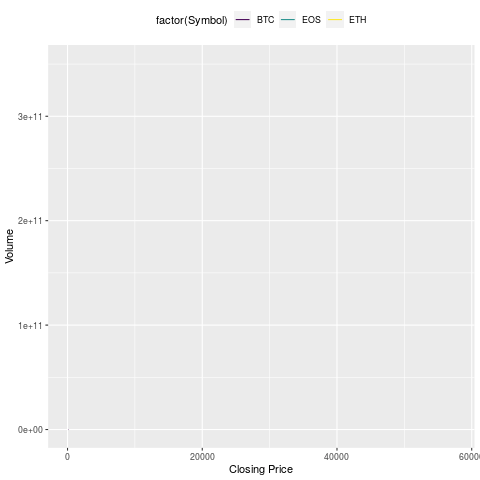 factor(Symbol) BTC EOS ETH
Volume
3e+11
2e+11
1e+11
0e+00
0 20000 40000 6000
Closing Price